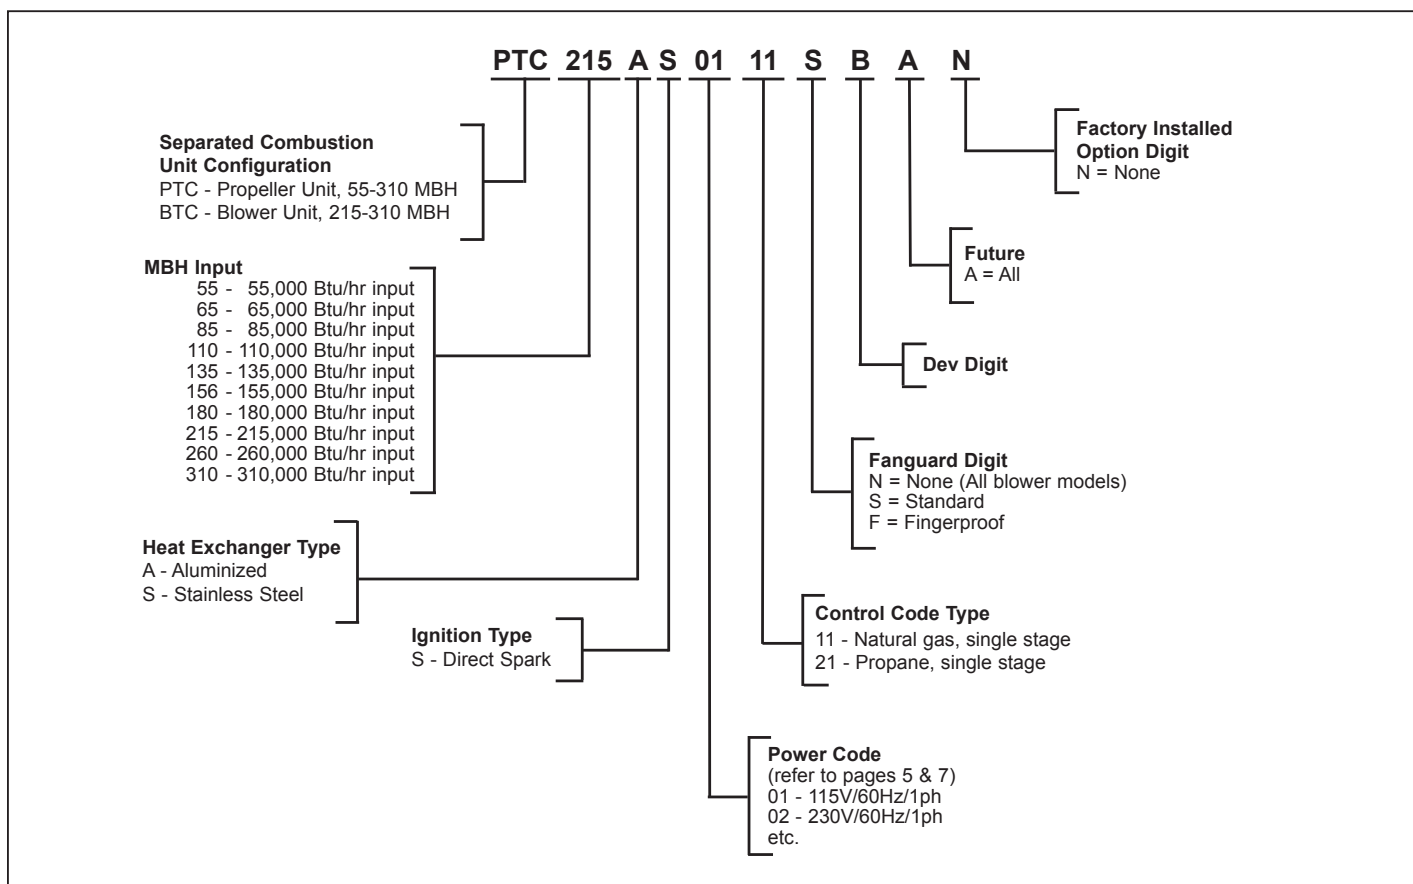 PTC 215 A S 01 11 S B A N
Separated Combustion
Unit Configuration
PTC - Propeller Unit, 55-310 MBH
BTC - Blower Unit, 215-310 MBH
MBH Input
55 - 55,000 Btu/hr input
65 - 65,000 Btu/hr input
85 - 85,000 Btu/hr input
110 - 110,000 Btu/hr input
135 - 135,000 Btu/hr input
156 - 155,000 Btu/hr input
180 - 180,000 Btu/hr input
215 - 215,000 Btu/hr input
260 - 260,000 Btu/hr input
310 - 310,000 Btu/hr input
Heat Exchanger Type
A - Aluminized
S - Stainless Steel
Ignition Type
S - Direct Spark
Factory Installed
Option Digit
N = None
Future
A = All
Dev Digit
Fanguard Digit
N = None (All blower models)
S = Standard
F = Fingerproof
Control Code Type
11 - Natural gas, single stage
21 - Propane, single stage
Power Code
(refer to pages 5 & 7)
01 - 115V/60Hz/1ph
02 - 230V/60Hz/1ph
etc.